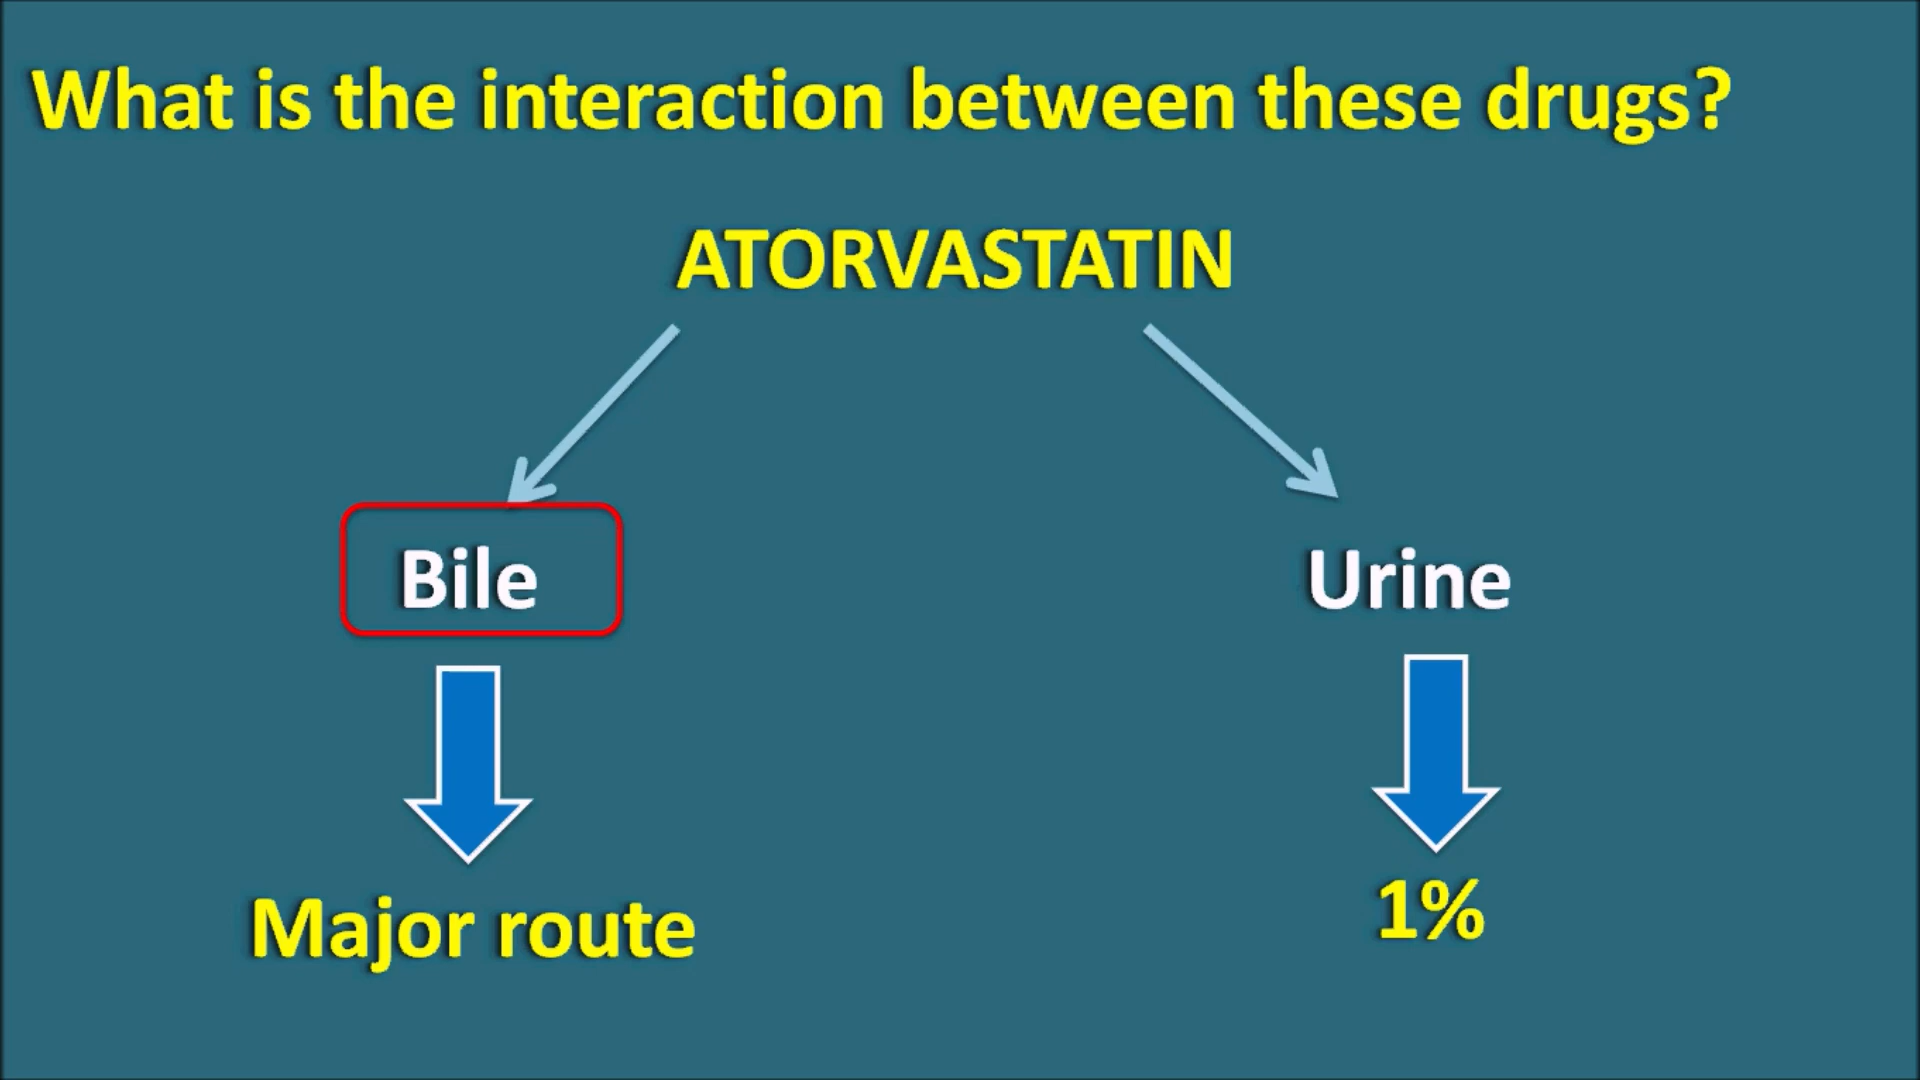 What is the interaction between these drugs?
ATORVASTATIN
Bile
Urine
Major route
1%